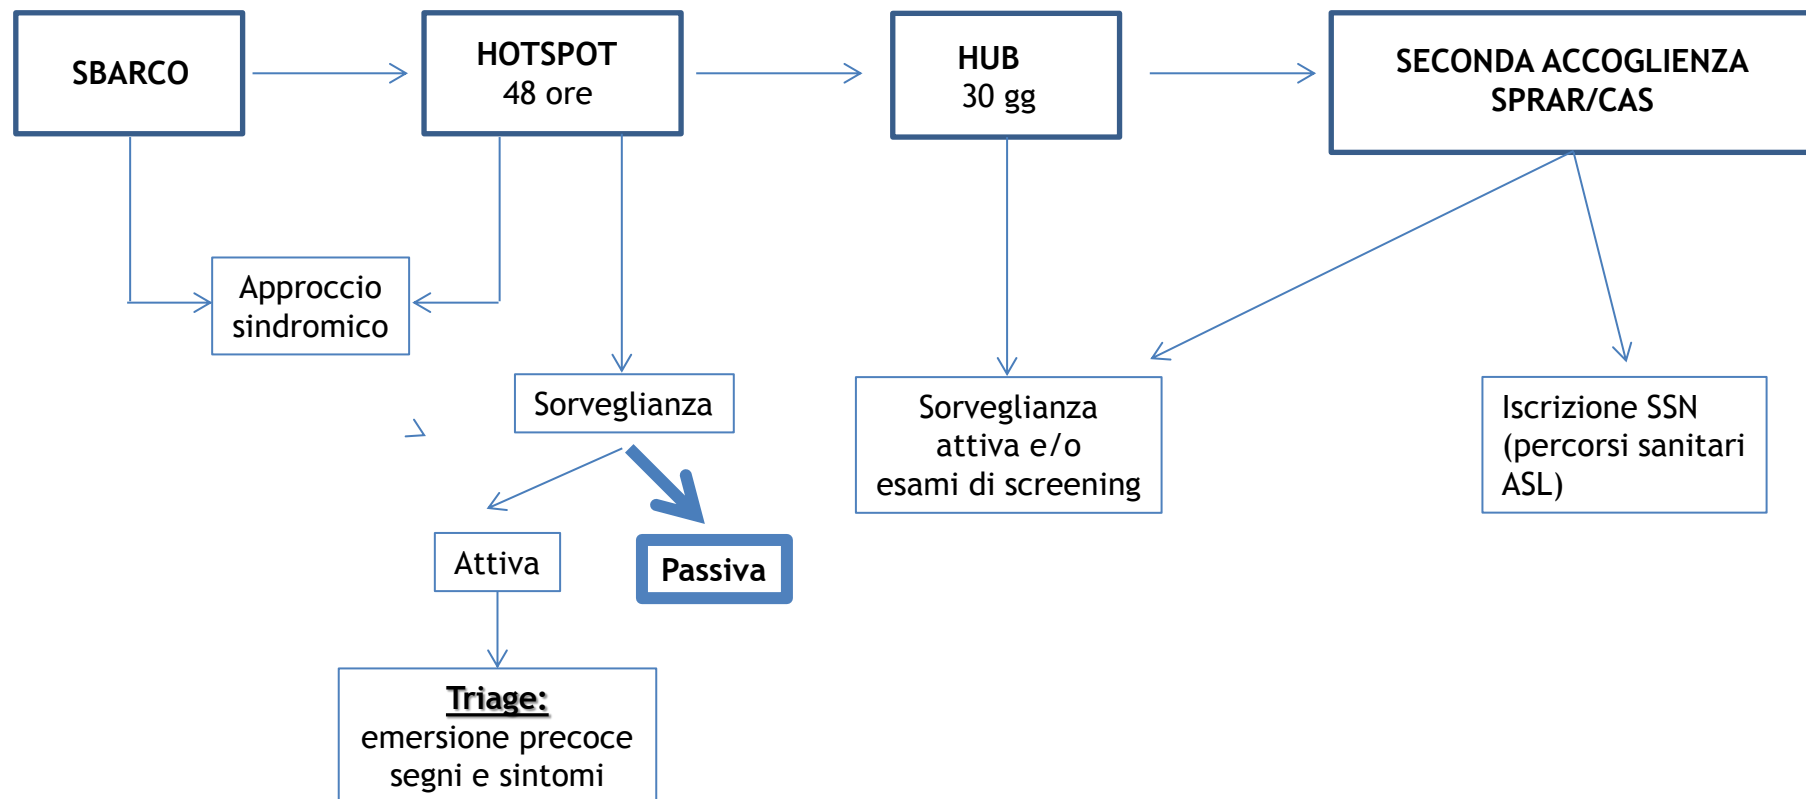 SBARCO
HOTSPOT
48 ore
HUB
30 gg
SECONDA ACCOGLIENZA
SPRAR/CAS
Approccio
sindromico
Sorveglianza
Sorveglianza
attiva e/o
esami di screening
Iscrizione SSN
(percorsi sanitari
ASL)
Attiva
Passiva
Triage:
emersione precoce
segni e sintomi